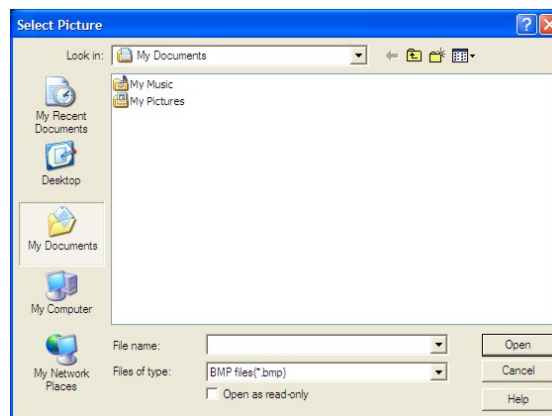 Select Picture
?
X
Look in:
My Documents
My Music
My Pictures
My Recent
Documents
Desktop
My Documents
My Computer
My Network
Places
File name:
Open
Files of type:
BMP files(*.bmp)
Cancel
Open as read-only
Help